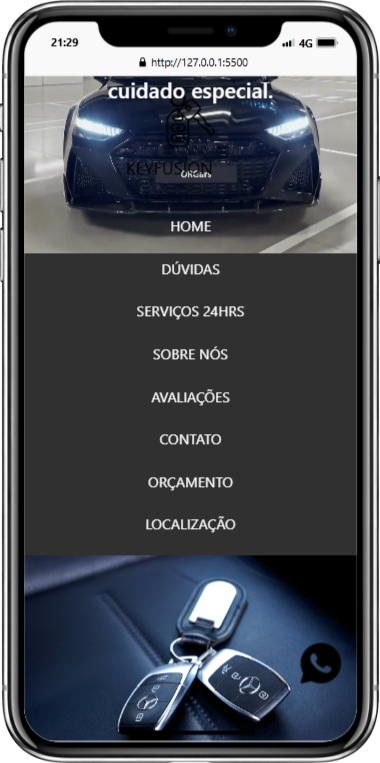 21:29
4G
http://127.0.0.1:5500
cuidado especial.
KEYFUSION
HOME
DÚVIDAS
SERVIÇOS 24HRS
SOBRE NÓS
AVALIAÇÕES
CONTATO
ORÇAMENTO
LOCALIZAÇÃO